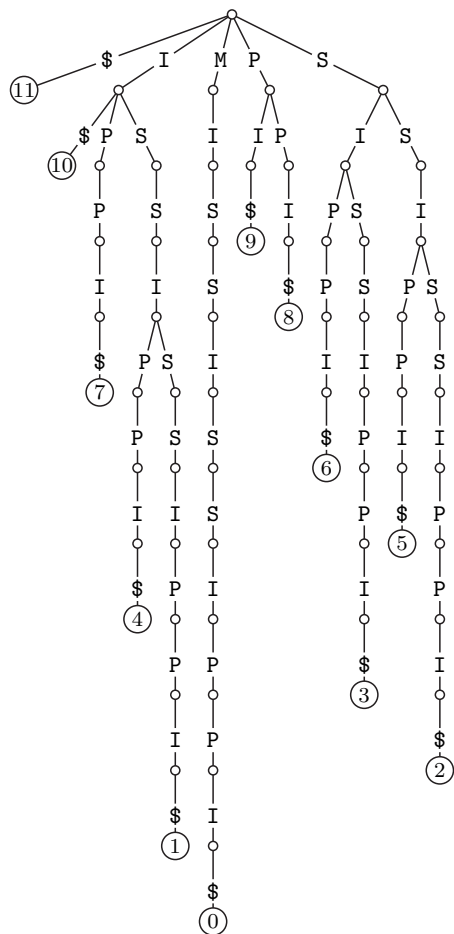 $ I M P S
11
$ P S I I P I S
10
P S S $ I P S I
9
I I S $ P S P S
8
$ P S I I I P S
7
P S S $ P I I
6
I I S P $ P
5
$ P I I P
4
P P $ I
3
I P $
2
$ I
1
$
0